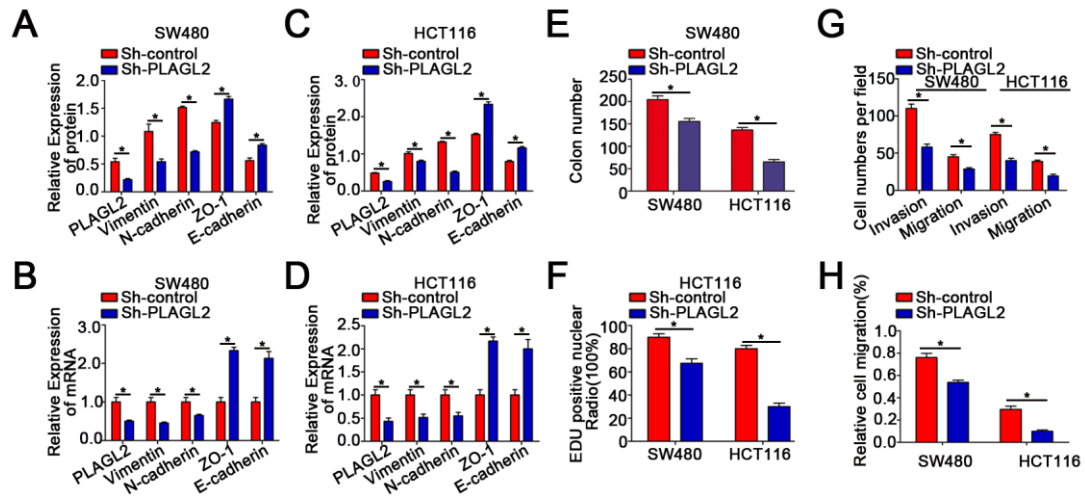 A
SW480
Sh-control
Sh-PLAGL2
Relative Expression
of protein
2.0
1.5
1.0
0.5
0.0
PLAGL2
Vimentin
N-cadherin
ZO-1
E-cadherin
*
*
*
*
*
C
HCT116
Sh-control
Sh-PLAGL2
Relative Expression
of protein
3.0
2.0
1.0
0.0
PLAGL2
Vimentin
N-cadherin
ZO-1
E-cadherin
*
*
*
*
*
E
SW480
Sh-control
Sh-PLAGL2
Colon number
250
200
150
100
50
0
SW480
HCT116
*
*
G
Sh-control
Sh-PLAGL2
SW480
HCT116
Cell numbers per field
150
100
50
0
Invasion
Migration
Invasion
Migration
*
*
*
*
B
SW480
Sh-control
Sh-PLAGL2
Relative Expression
of mRNA
3.0
2.0
1.0
0.0
PLAGL2
Vimentin
N-cadherin
ZO-1
E-cadherin
*
*
*
*
*
D
HCT116
Sh-control
Sh-PLAGL2
Relative Expression
of mRNA
2.5
2.0
1.5
1.0
0.5
0.0
PLAGL2
Vimentin
N-cadherin
ZO-1
E-cadherin
*
*
*
*
*
F
HCT116
Sh-control
Sh-PLAGL2
EDU positive nuclear
Radio(100%)
100
80
60
40
20
0
SW480
HCT116
*
*
H
Sh-control
Sh-PLAGL2
Relative cell migration(%)
1.0
0.8
0.6
0.4
0.2
0.0
SW480
HCT116
*
*